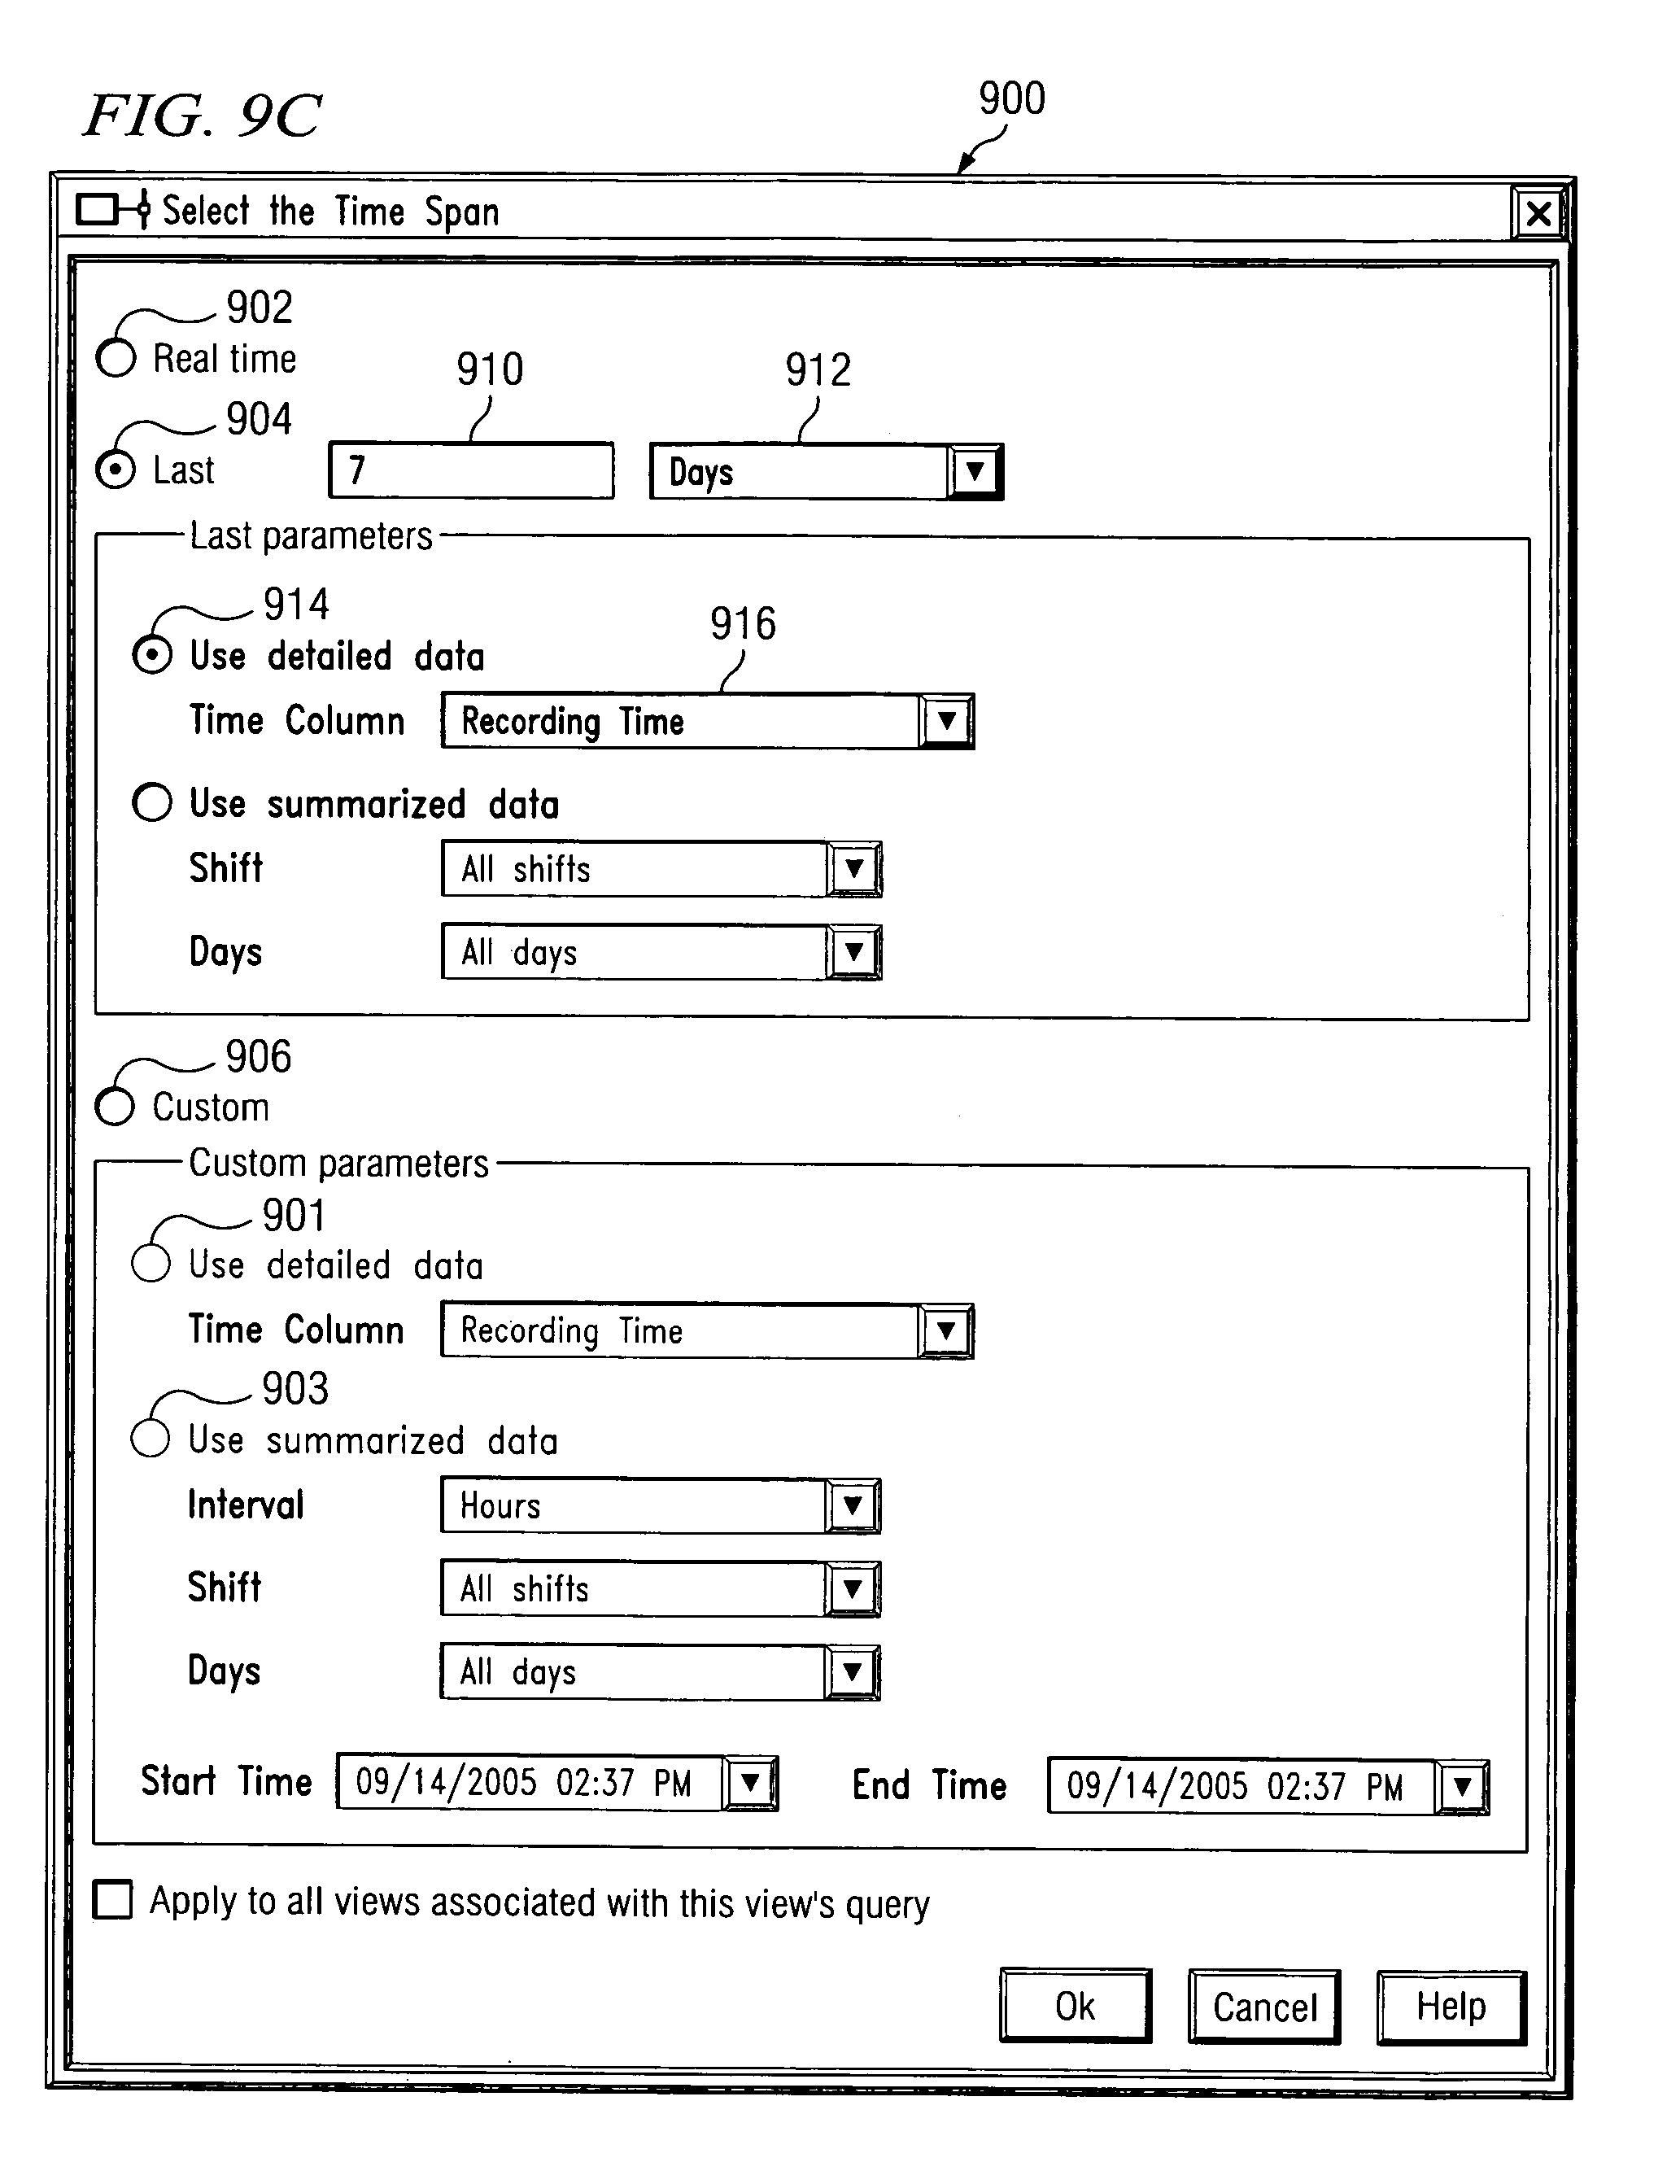 FIG. 9C
900
Select the Time Span
902
Real time
910
912
904
Last
7
Days
Last parameters
914
916
Use detailed data
Time Column
Recording Time
Use summarized data
Shift
All shifts
Days
All days
906
Custom
Custom parameters
901
Use detailed data
Time Column
Recording Time
903
Use summarized data
Interval
Hours
Shift
All shifts
Days
All days
Start Time
09/14/2005 02:37 PM
End Time
09/14/2005 02:37 PM
Apply to all views associated with this view's query
Ok
Cancel
Help